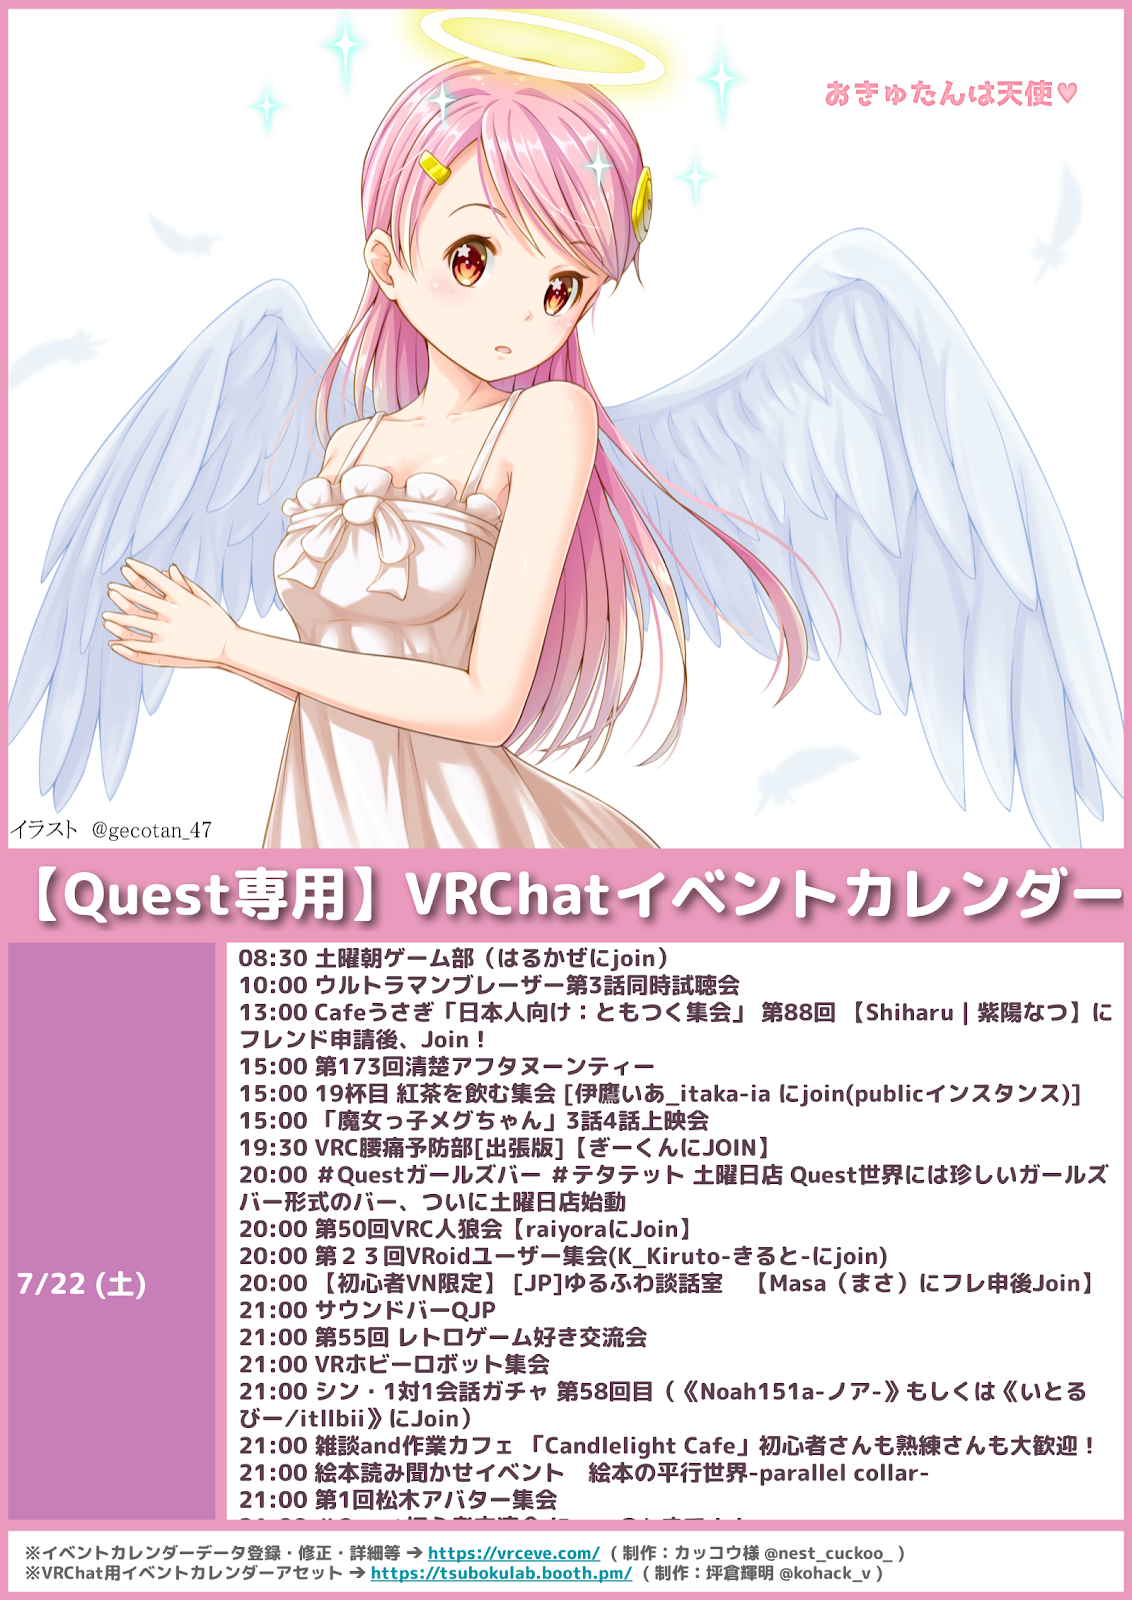 おきゅたんは天使♥
イラスト @gecotan_47
【Quest専用】VRChatイベントカレンダー
7/22 (土)
08:30 土曜朝ゲーム部（はるかぜにjoin）
10:00 ウルトラマンブレーザー第3話同時試聴会
13:00 Cafeうさぎ「日本人向け：ともつく集会」 第88回 【Shiharu | 紫陽なつ】に
フレンド申請後、Join！
15:00 第173回清楚アフタヌーンティー
15:00 19杯目 紅茶を飲む集会 [伊鷹いあ_itaka-ia にjoin(publicインスタンス)]
15:00 「魔女っ子メグちゃん」3話4話上映会
19:30 VRC腰痛予防部[出張版]【ぎーくんにJOIN】
20:00 ＃Questガールズバー ＃テタテット 土曜日店 Quest世界には珍しいガールズ
バー形式のバー、ついに土曜日店始動
20:00 第50回VRC人狼会【raiyoraにJoin】
20:00 第２３回VRoidユーザー集会(K_Kiruto-きると-にjoin)
20:00 【初心者VN限定】 [JP]ゆるふわ談話室　【Masa（まさ）にフレ申後Join】
21:00 サウンドバーQJP
21:00 第55回 レトロゲーム好き交流会
21:00 VRホビーロボット集会
21:00 シン・1対1会話ガチャ 第58回目（《Noah151a-ノア-》もしくは《いとる
びー/itllbii》にJoin）
21:00 雑談and作業カフェ 「Candlelight Cafe」初心者さんも熟練さんも大歓迎！
21:00 絵本読み聞かせイベント　絵本の平行世界-parallel collar-
21:00 第1回松木アバター集会
※イベントカレンダーデータ登録・修正・詳細等 ➔ https://vrceve.com/ （制作：カッコウ様 @nest_cuckoo_ ）
※VRChat用イベントカレンダーアセット ➔ https://tsubokulab.booth.pm/ （制作：坪倉輝明 @kohack_v ）